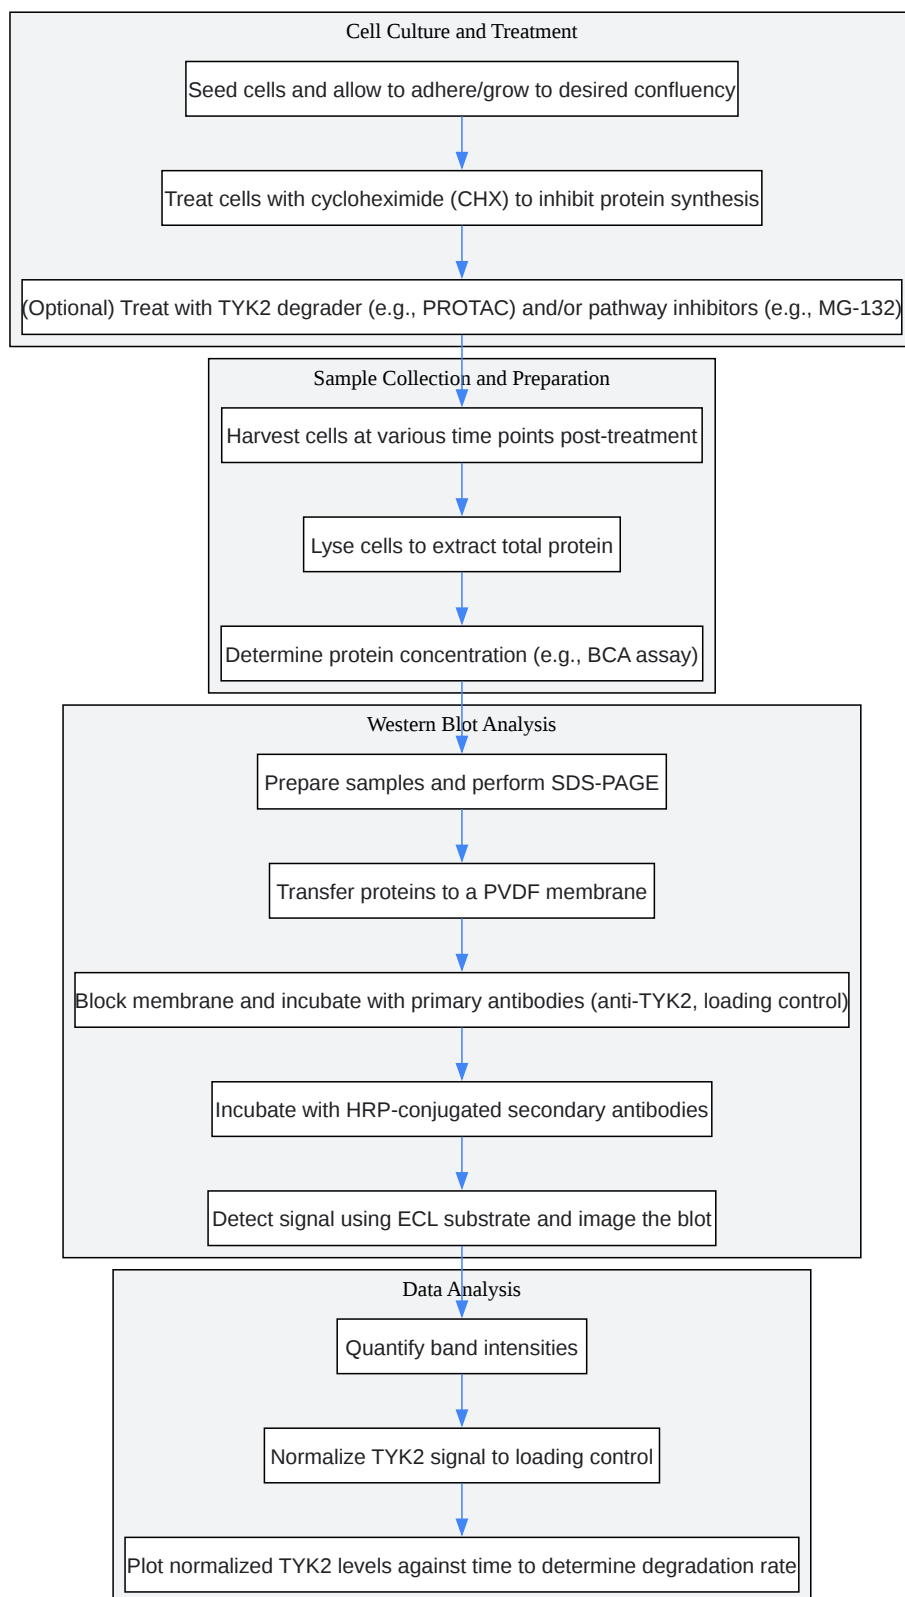 Cell Culture and Treatment
Seed cells and allow to adhere/grow to desired confluency
Treat cells with cycloheximide (CHX) to inhibit protein synthesis
(Optional) Treat with TYK2 degrader (e.g., PROTAC) and/or pathway inhibitors (e.g., MG-132)
Sample Collection and Preparation
Harvest cells at various time points post-treatment
Lyse cells to extract total protein
Determine protein concentration (e.g., BCA assay)
Western Blot Analysis
Prepare samples and perform SDS-PAGE
Transfer proteins to a PVDF membrane
Block membrane and incubate with primary antibodies (anti-TYK2, loading control)
Incubate with HRP-conjugated secondary antibodies
Detect signal using ECL substrate and image the blot
Data Analysis
Quantify band intensities
Normalize TYK2 signal to loading control
Plot normalized TYK2 levels against time to determine degradation rate